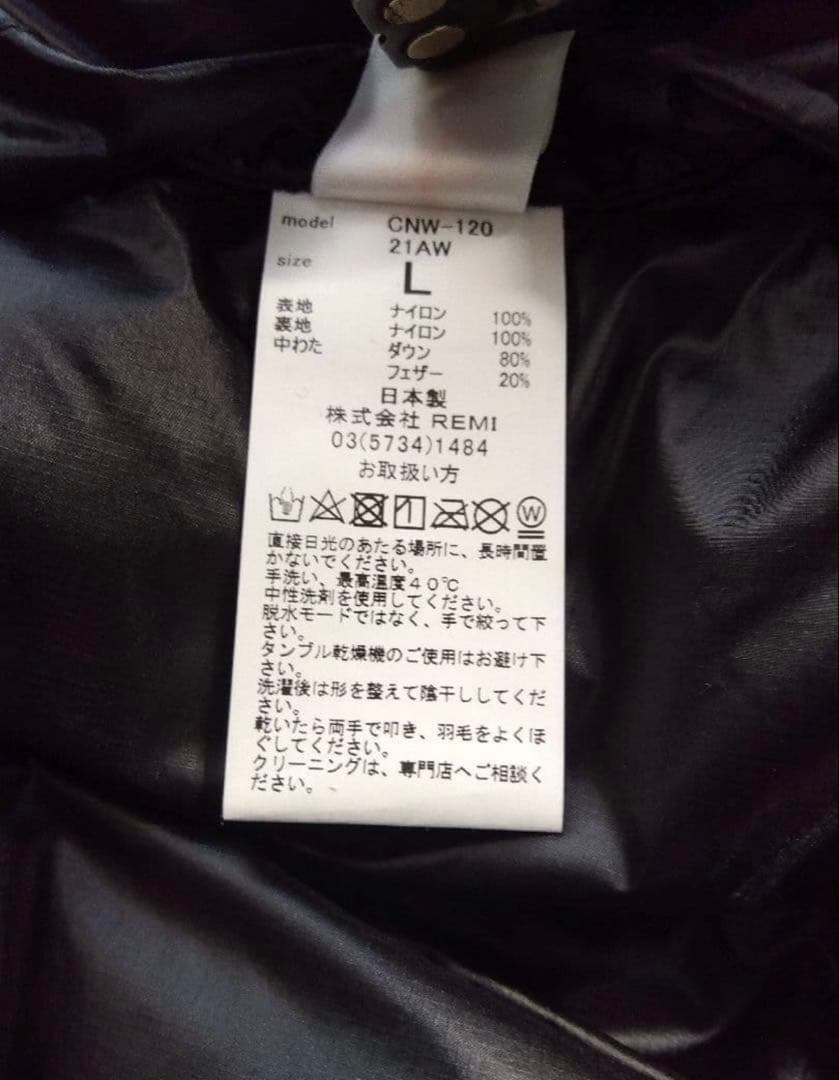 model CNW-120
21AW
size L
表地 ナイロン 100%
裏地 ナイロン 100%
中わた ダウン 80%
フェザー 20%
日本製
株式会社 REMI
03(5734)1484
お取扱い方
W
直接日光のあたる場所に、長時間置
かないでください。
手洗い、最高温度40℃
中性洗剤を使用してください。
脱水モードではなく、手で絞って下
さい。
タンブル乾燥機のご使用はお避け下
さい。
洗濯後は形を整えて陰干ししてくだ
さい。
乾いたら両手で叩き、羽毛をよくほ
ぐしてください。
クリーニングは、専門店へご相談く
ださい。